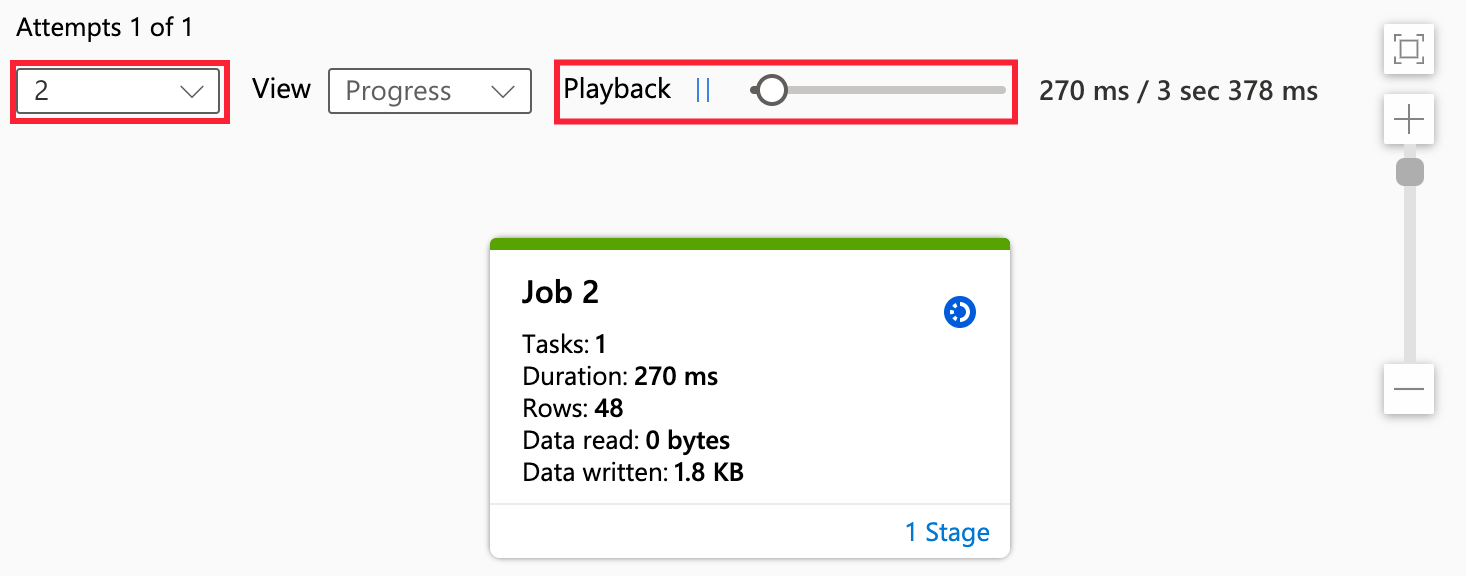 Attempts 1 of 1
2 View Progress Playback 270 ms / 3 sec 378 ms
Job 2
Tasks: 1
Duration: 270 ms
Rows: 48
Data read: 0 bytes
Data written: 1.8 KB
1 Stage